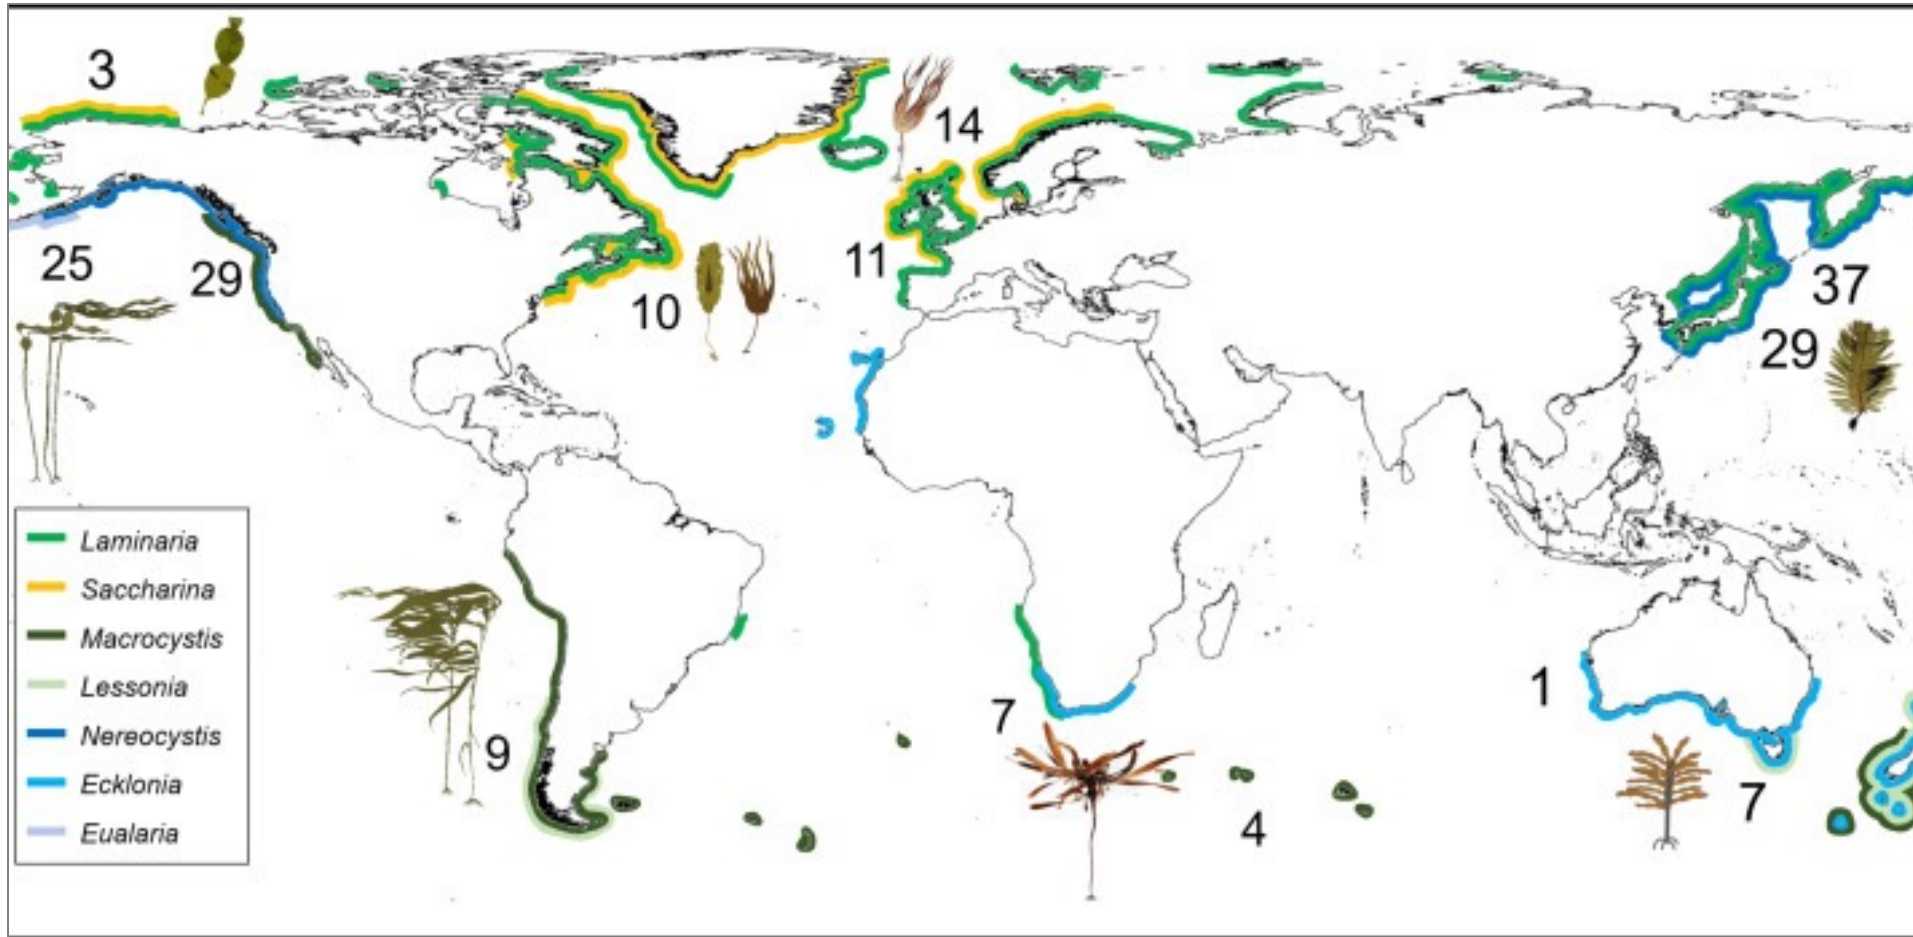 3
14
25
29
11
10
37
29
Laminaria
Saccharina
Macrocystis
Lessonia
Nereocystis
Ecklonia
Eualaria
9
7
4
1
7